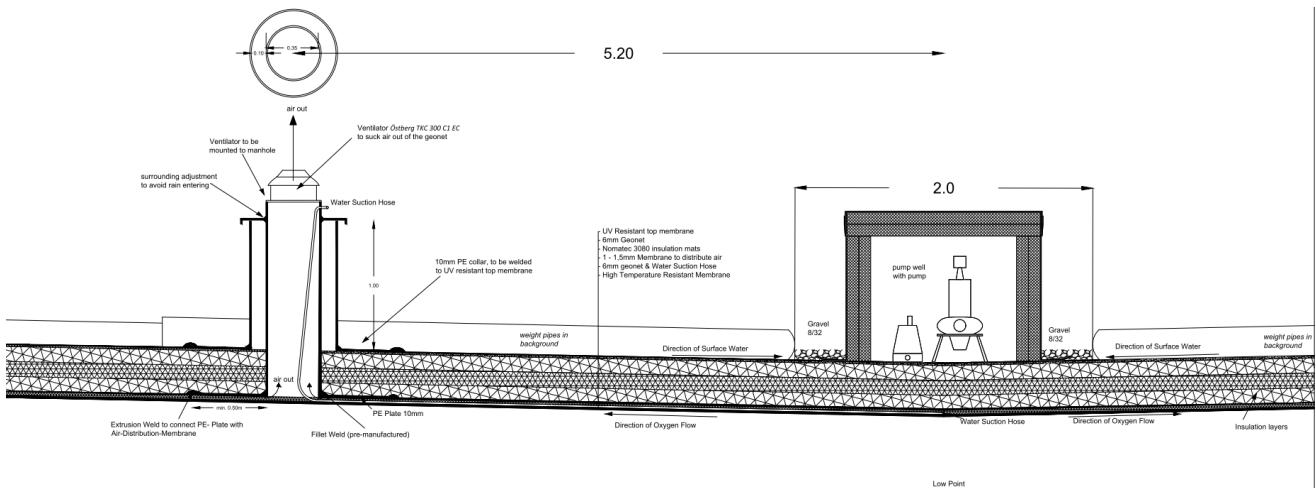 0.10
0.35
5.20
air out
Ventilator Östberg TKC 300 C1 EC
to suck air out of the geonet
Ventilator to be
mounted to manhole
surrounding adjustment
to avoid rain entering
Water Suction Hose
2.0
UV Resistant top membrane
6mm Geonet
Nomatec 3080 insulation mats
1 - 1,5mm Membrane to distribute air
6mm geonet & Water Suction Hose
High Temperature Resistant Membrane
10mm PE collar, to be welded
to UV resistant top membrane
1.00
pump well
with pump
Gravel
8/32
Gravel
8/32
weight pipes in
background
weight pipes in
background
Direction of Surface Water
Direction of Surface Water
air out
min. 0.50m
PE Plate 10mm
Extrusion Weld to connect PE- Plate with
Air-Distribution-Membrane
Fillet Weld (pre-manufactured)
Direction of Oxygen Flow
Water Suction Hose
Direction of Oxygen Flow
Insulation layers
Low Point